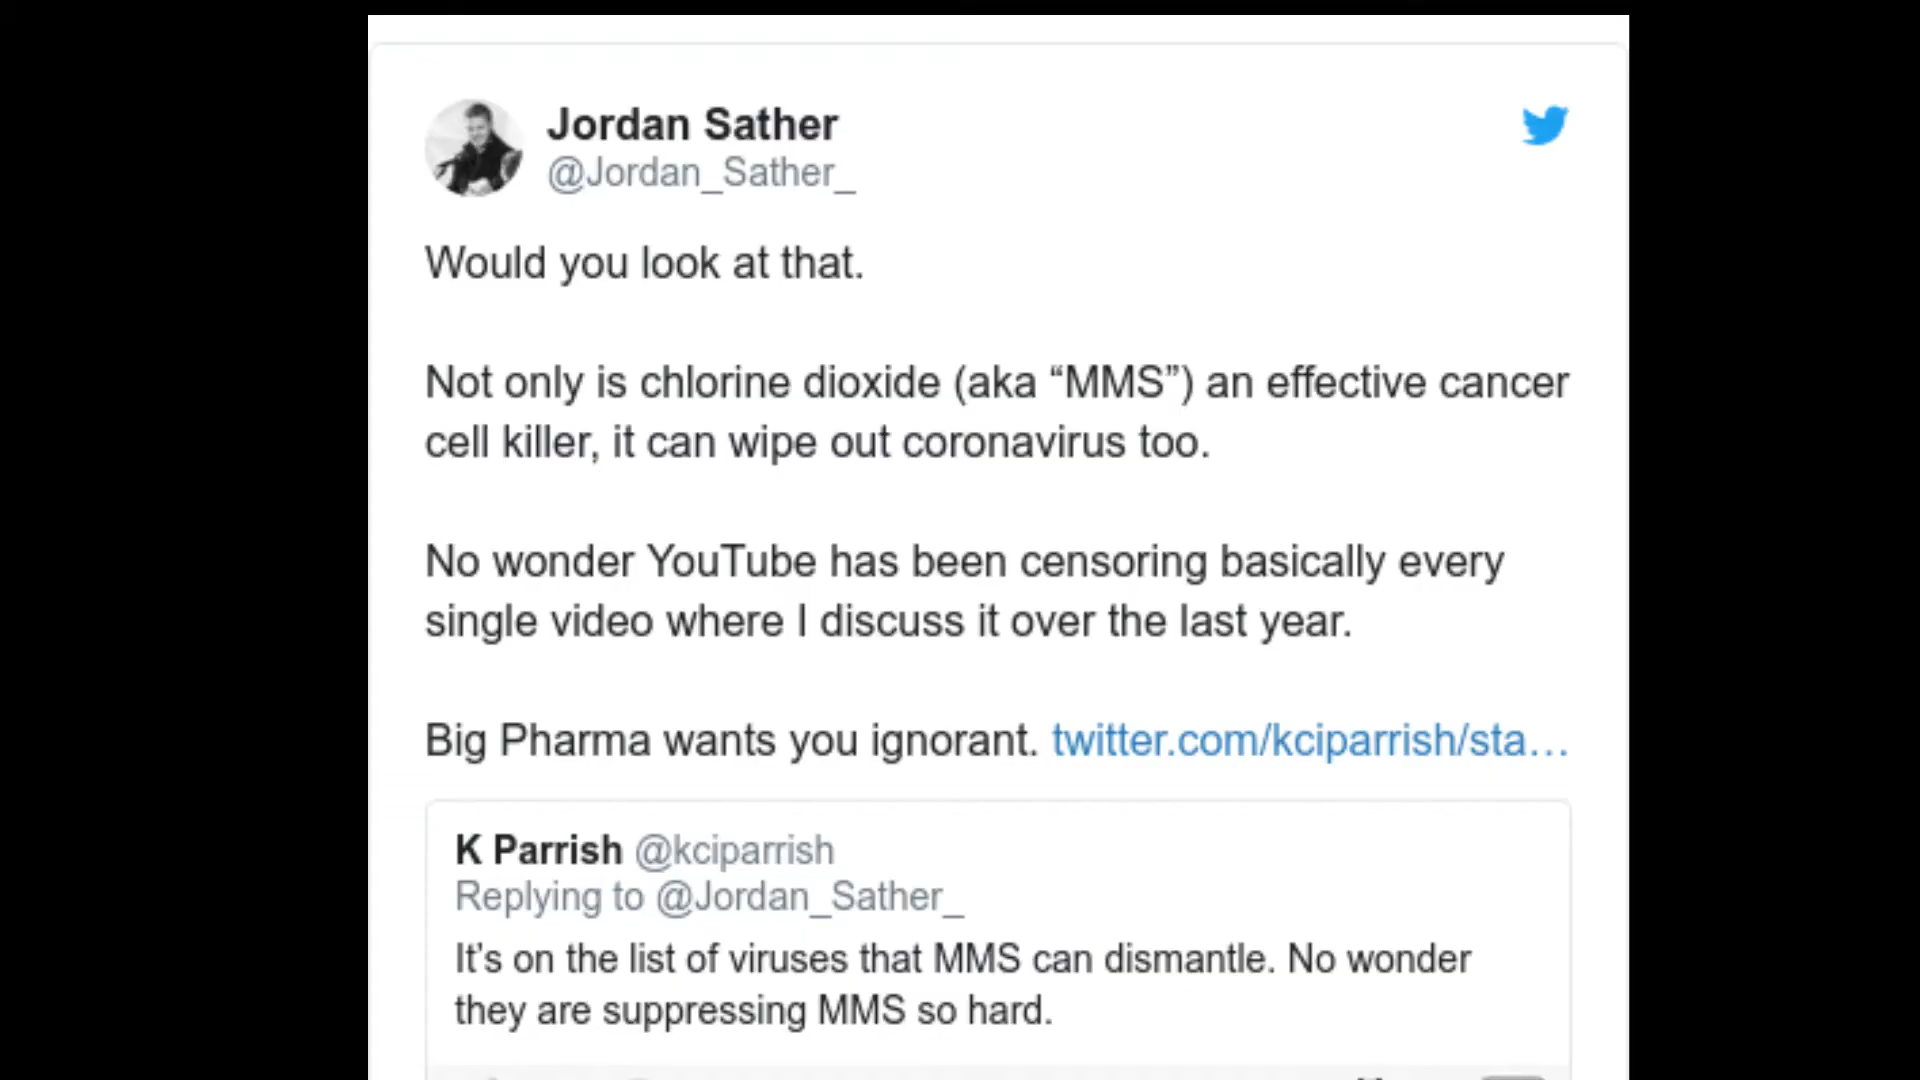 Jordan Sather
@Jordan_Sather_
Would you look at that.
Not only is chlorine dioxide (aka “MMS”) an effective cancer
cell killer, it can wipe out coronavirus too.
No wonder YouTube has been censoring basically every
single video where I discuss it over the last year.
Big Pharma wants you ignorant. twitter.com/kciparrish/sta…
K Parrish @kciparrish
Replying to @Jordan_Sather_
It’s on the list of viruses that MMS can dismantle. No wonder
they are suppressing MMS so hard.